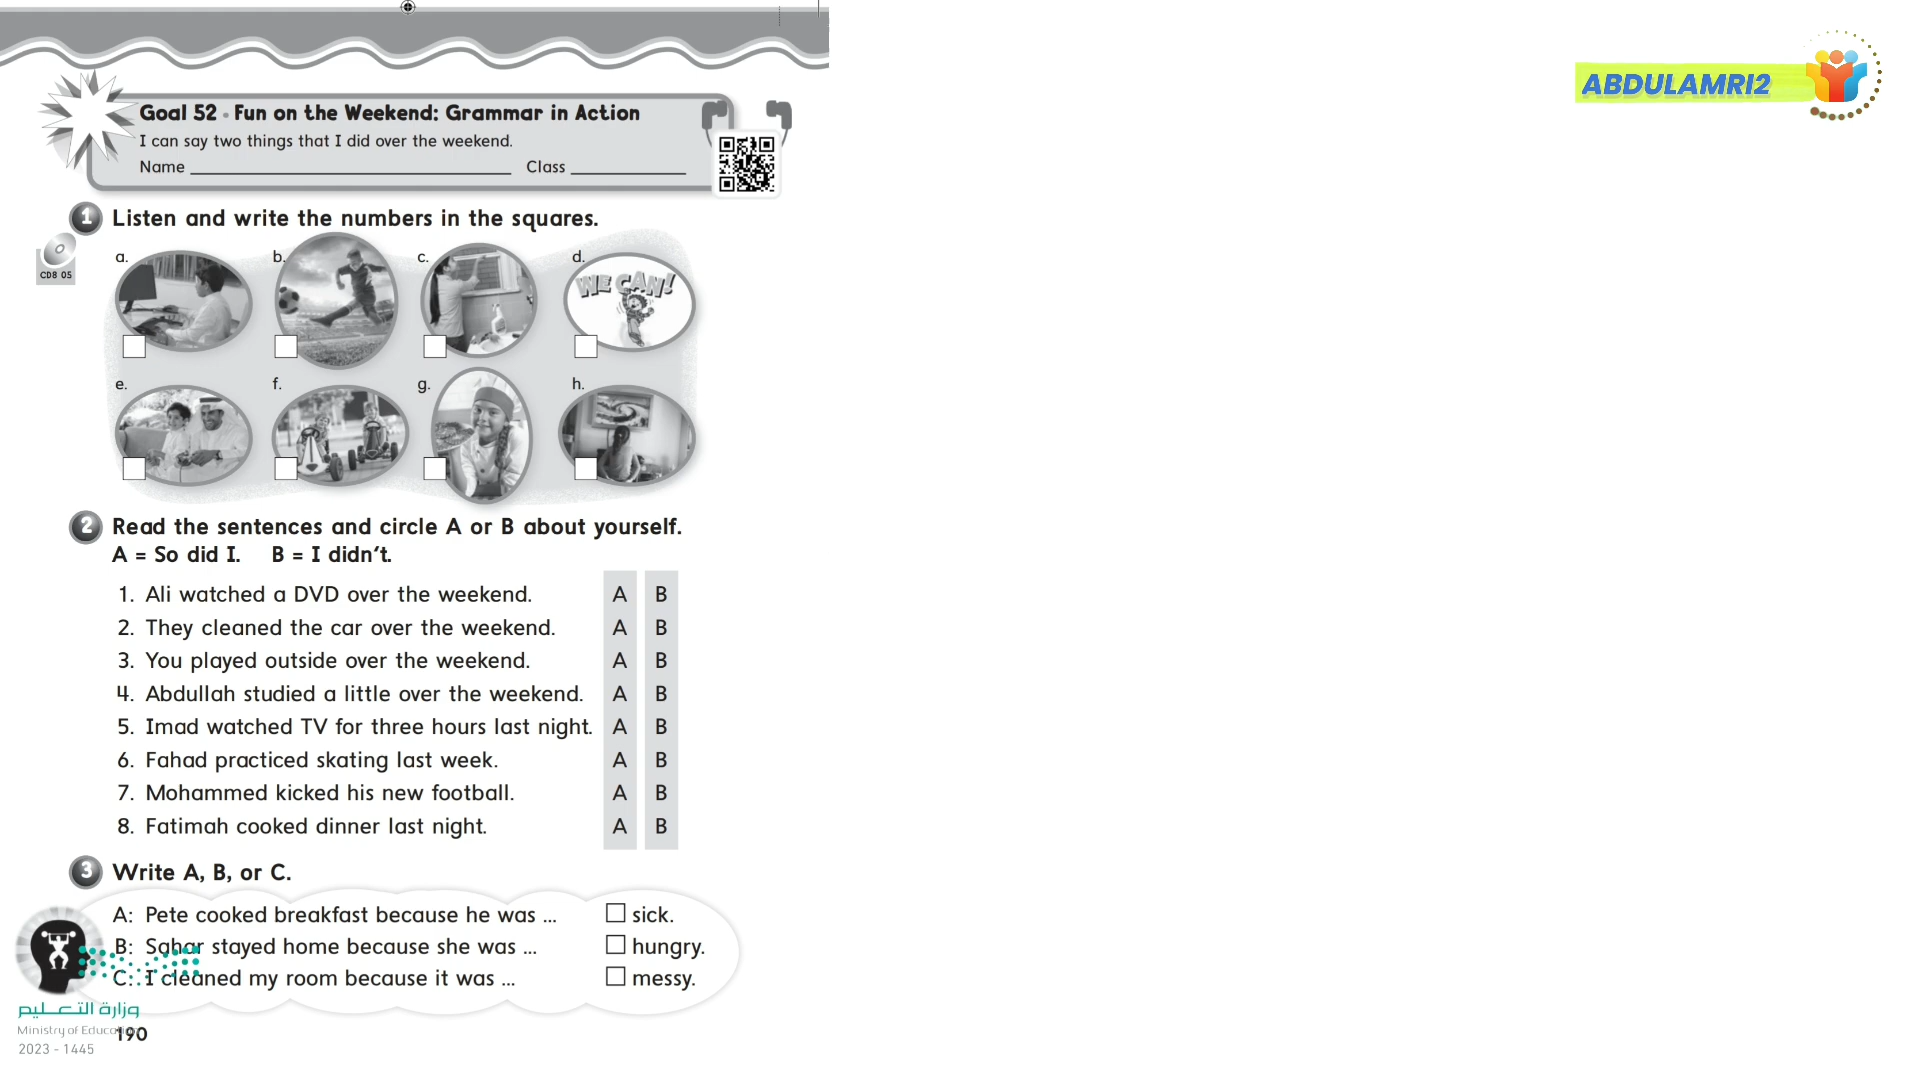 ABDULAMRI2
Goal 52 • Fun on the Weekend: Grammar in Action
I can say two things that I did over the weekend.
Name ____________ Class ____________
1 Listen and write the numbers in the squares.
CD8 05
a. b. c. d.
WE CAN!
e. f. g. h.
2 Read the sentences and circle A or B about yourself.
A = So did I. B = I didn't.
1. Ali watched a DVD over the weekend. A B
2. They cleaned the car over the weekend. A B
3. You played outside over the weekend. A B
4. Abdullah studied a little over the weekend. A B
5. Imad watched TV for three hours last night. A B
6. Fahad practiced skating last week. A B
7. Mohammed kicked his new football. A B
8. Fatimah cooked dinner last night. A B
3 Write A, B, or C.
A: Pete cooked breakfast because he was ... □ sick.
B: Sahar stayed home because she was ... □ hungry.
C: I cleaned my room because it was ... □ messy.
وزارة التعليم
Ministry of Education
190
2023 - 1445